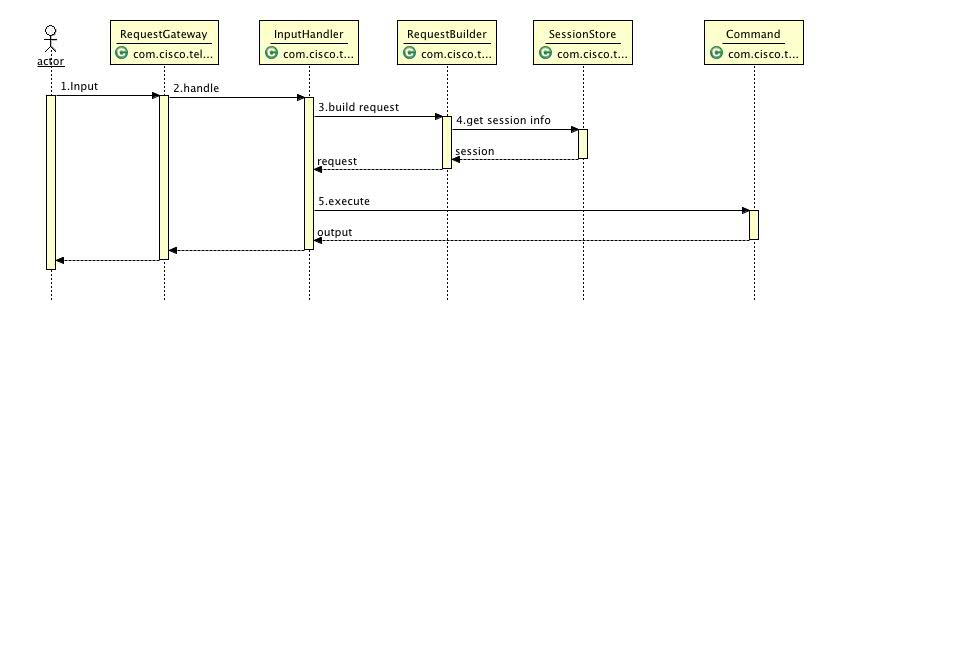 actor
RequestGateway
C com.cisco.tel...
InputHandler
C com.cisco.t...
RequestBuilder
C com.cisco.t...
SessionStore
C com.cisco.t...
Command
C com.cisco.t...
1.Input
2.handle
3.build request
4.get session info
session
request
5.execute
output